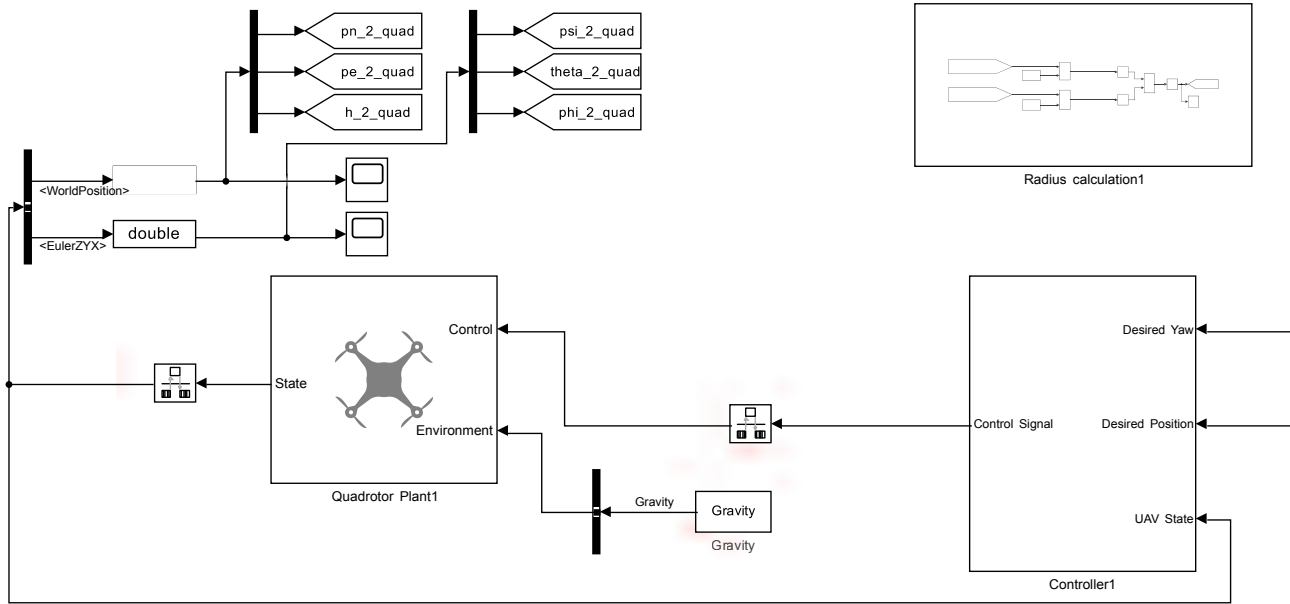 pn_2_quad
pe_2_quad
h_2_quad
psi_2_quad
theta_2_quad
phi_2_quad
Radius calculation1
<WorldPosition>
double
<EulerZYX>
Control
State
Environment
Quadrotor Plant1
Gravity
Gravity
Gravity
Desired Yaw
Control Signal
Desired Position
UAV State
Controller1